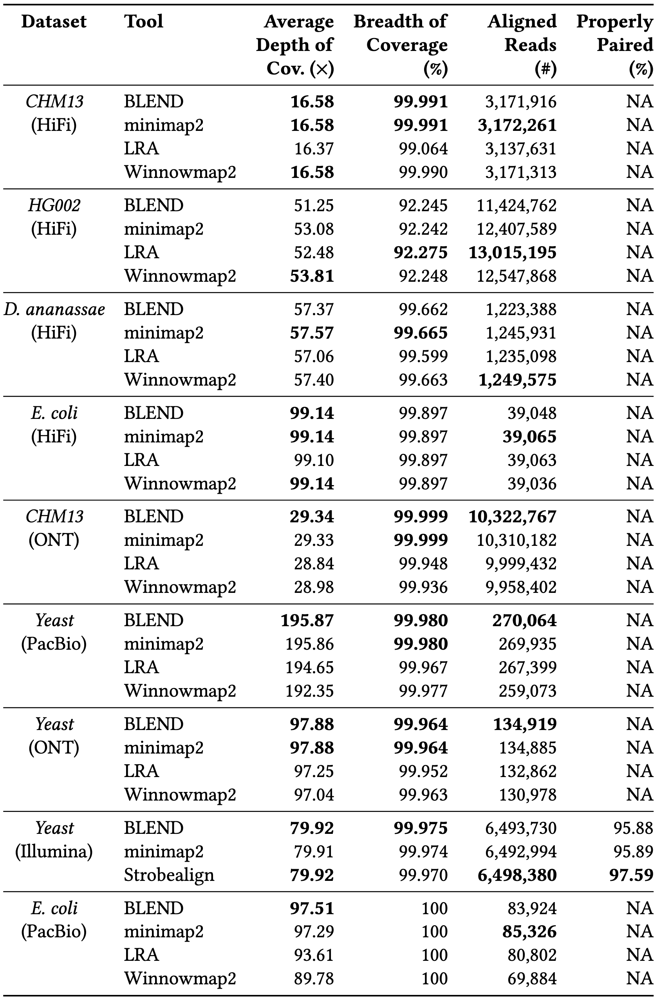 Dataset Tool Average Breadth of Aligned Properly
Depth of Coverage Reads Paired
Cov. (×) (%) (#) (%)
CHM13 BLEND 16.58 99.991 3,171,916 NA
(HiFi) minimap2 16.58 99.991 3,172,261 NA
LRA 16.37 99.064 3,137,631 NA
Winnowmap2 16.58 99.990 3,171,313 NA
HG002 BLEND 51.25 92.245 11,424,762 NA
(HiFi) minimap2 53.08 92.242 12,407,589 NA
LRA 52.48 92.275 13,015,195 NA
Winnowmap2 53.81 92.248 12,547,868 NA
D. ananassae BLEND 57.37 99.662 1,223,388 NA
(HiFi) minimap2 57.57 99.665 1,245,931 NA
LRA 57.06 99.599 1,235,098 NA
Winnowmap2 57.40 99.663 1,249,575 NA
E. coli BLEND 99.14 99.897 39,048 NA
(HiFi) minimap2 99.14 99.897 39,065 NA
LRA 99.10 99.897 39,063 NA
Winnowmap2 99.14 99.897 39,036 NA
CHM13 BLEND 29.34 99.999 10,322,767 NA
(ONT) minimap2 29.33 99.999 10,310,182 NA
LRA 28.84 99.948 9,999,432 NA
Winnowmap2 28.98 99.936 9,958,402 NA
Yeast BLEND 195.87 99.980 270,064 NA
(PacBio) minimap2 195.86 99.980 269,935 NA
LRA 194.65 99.967 267,399 NA
Winnowmap2 192.35 99.977 259,073 NA
Yeast BLEND 97.88 99.964 134,919 NA
(ONT) minimap2 97.88 99.964 134,885 NA
LRA 97.25 99.952 132,862 NA
Winnowmap2 97.04 99.963 130,978 NA
Yeast BLEND 79.92 99.975 6,493,730 95.88
(Illumina) minimap2 79.91 99.974 6,492,994 95.89
Strobealign 79.92 99.970 6,498,380 97.59
E. coli BLEND 97.51 100 83,924 NA
(PacBio) minimap2 97.29 100 85,326 NA
LRA 93.61 100 80,802 NA
Winnowmap2 89.78 100 69,884 NA